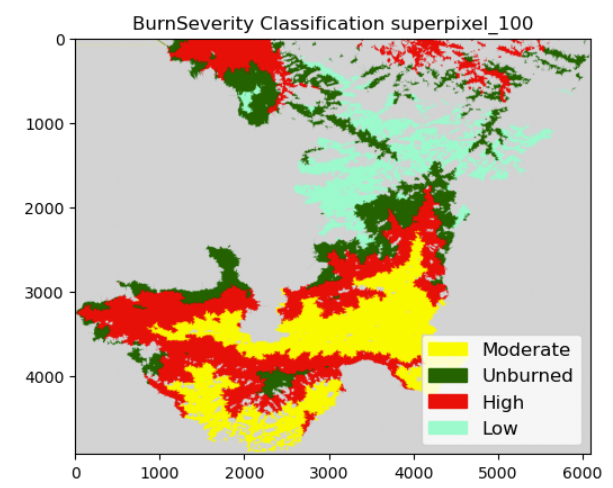 BurnSeverity Classification superpixel_100
0
1000
2000
3000
4000
Moderate
Unburned
High
Low
0 1000 2000 3000 4000 5000 6000